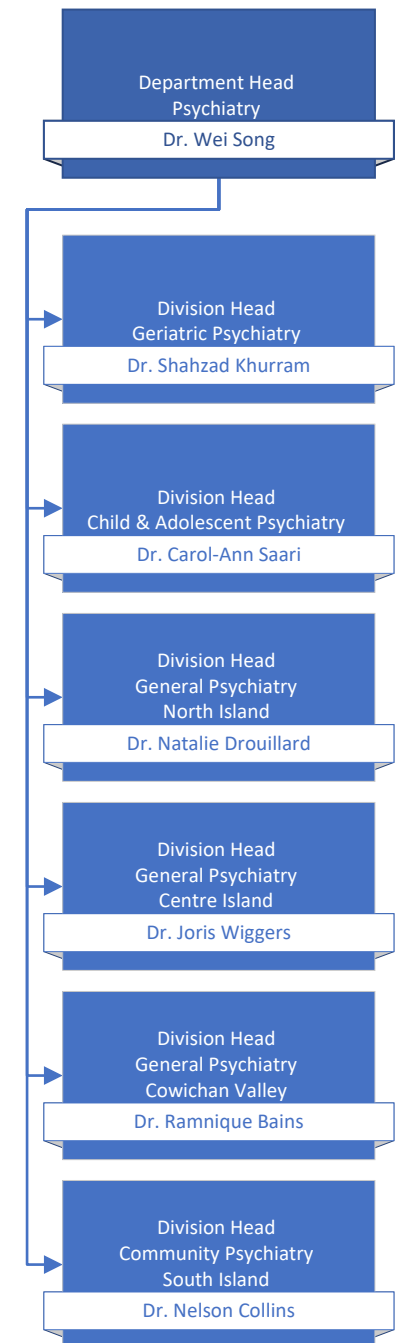 Department Head
Psychiatry
Dr. Wei Song
Division Head
Geriatric Psychiatry
Dr. Shahzad Khurram
Division Head
Child & Adolescent Psychiatry
Dr. Carol-Ann Saari
Division Head
General Psychiatry
North Island
Dr. Natalie Drouillard
Division Head
General Psychiatry
Centre Island
Dr. Joris Wiggers
Division Head
General Psychiatry
Cowichan Valley
Dr. Ramnique Bains
Division Head
Community Psychiatry
South Island
Dr. Nelson Collins